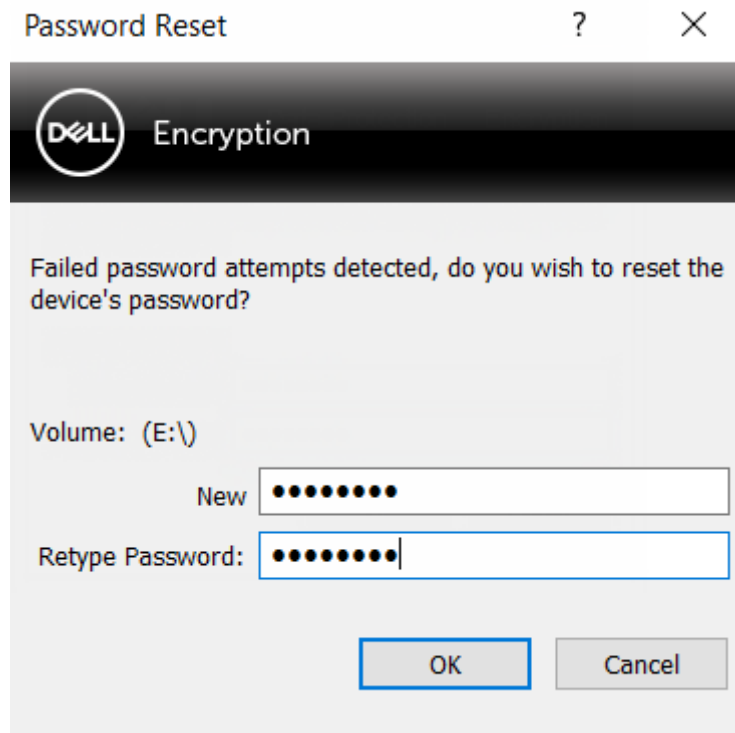 Password Reset ? ×
DELL Encryption
Failed password attempts detected, do you wish to reset the
device's password?
Volume: (E:\)
New ●●●●●●●●
Retype Password: ●●●●●●●●
OK Cancel